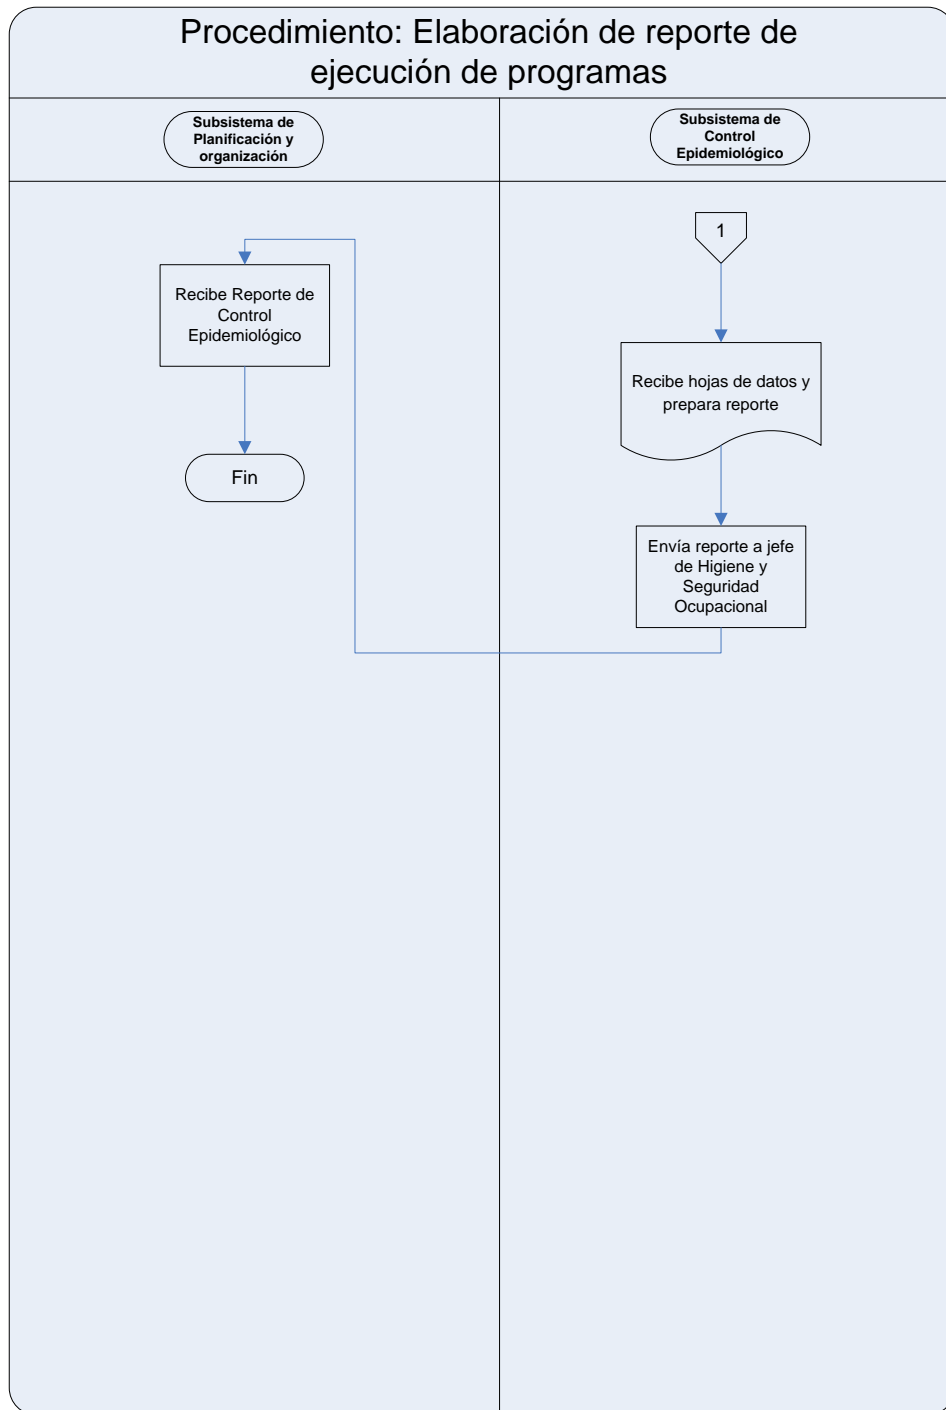 Procedimiento: Elaboración de reporte de
ejecución de programas
Subsistema de
Planificación y
organización
Subsistema de
Control
Epidemiológico
1
Recibe Reporte de
Control
Epidemiológico
Recibe hojas de datos y
prepara reporte
Fin
Envía reporte a jefe
de Higiene y
Seguridad
Ocupacional